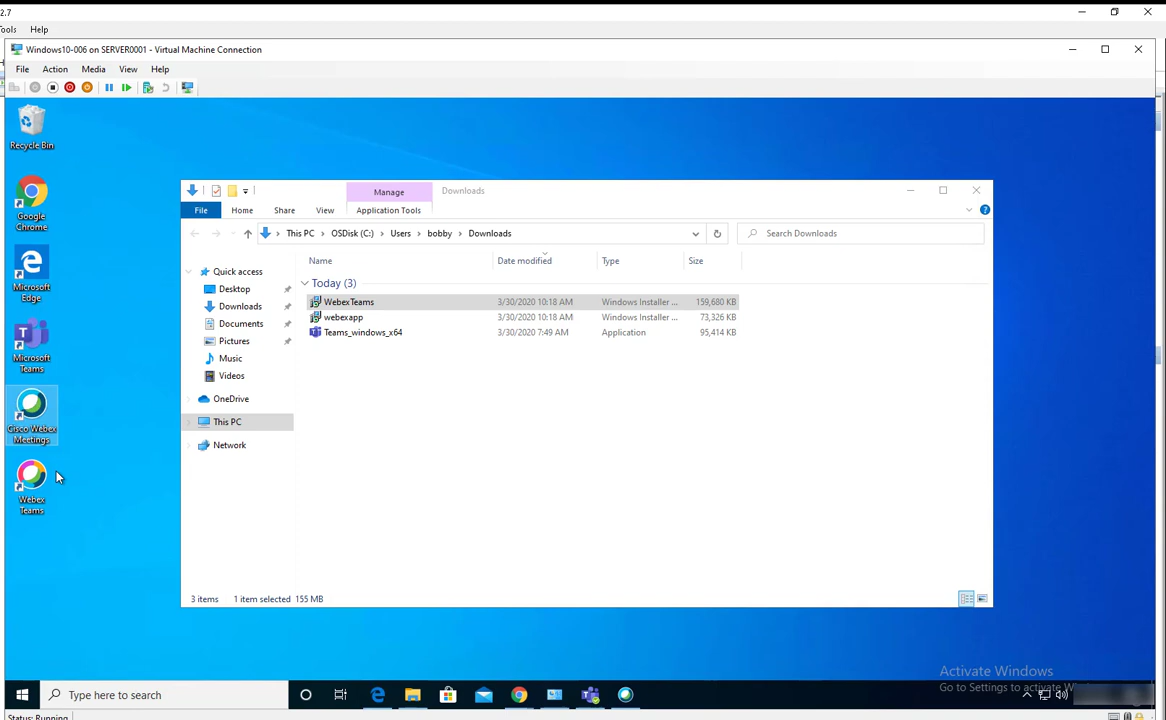 2.7
Tools Help
Windows10-006 on SERVER0001 - Virtual Machine Connection
File Action Media View Help
Recycle Bin
Google
Chrome
Microsoft
Edge
Microsoft
Teams
Cisco Webex
Meetings
Webex
Teams
Manage
Downloads
File Home Share View Application Tools
This PC > OSDisk (C:) > Users > bobby > Downloads
Search Downloads
Name Date modified Type Size
Quick access
Desktop
Downloads
Documents
Pictures
Music
Videos
OneDrive
This PC
Network
Today (3)
WebexTeams 3/30/2020 10:18 AM Windows Installer ... 159,680 KB
webexapp 3/30/2020 10:18 AM Windows Installer ... 73,326 KB
Teams_windows_x64 3/30/2020 7:49 AM Application 95,414 KB
3 items 1 item selected 155 MB
Activate Windows
Go to Settings to activate W
Type here to search
Status: Running